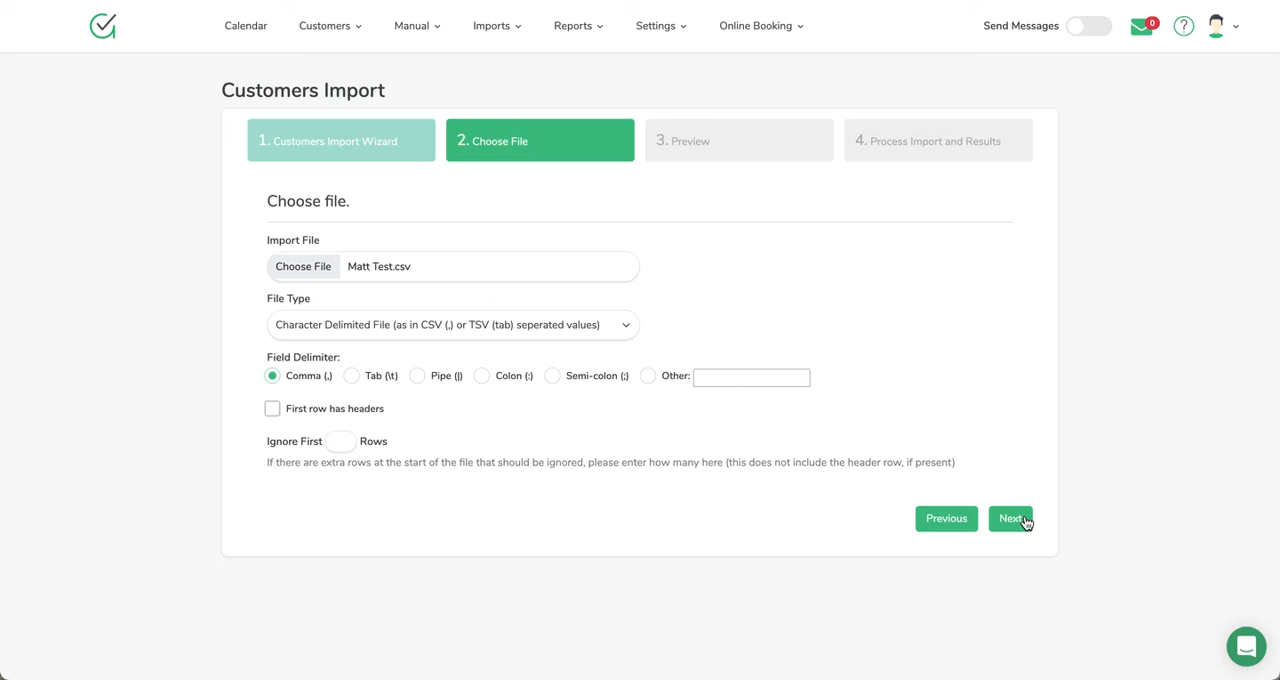 Calendar Customers Manual Imports Reports Settings Online Booking Send Messages 0 ?
Customers Import
1. Customers Import Wizard 2. Choose File 3. Preview 4. Process Import and Results
Choose file.
Import File
Choose File Matt Test.csv
File Type
Character Delimited File (as in CSV (,) or TSV (tab) seperated values)
Field Delimiter:
Comma (,) Tab (\t) Pipe (|) Colon (:) Semi-colon (;) Other:
First row has headers
Ignore First Rows
If there are extra rows at the start of the file that should be ignored, please enter how many here (this does not include the header row, if present)
Previous Next